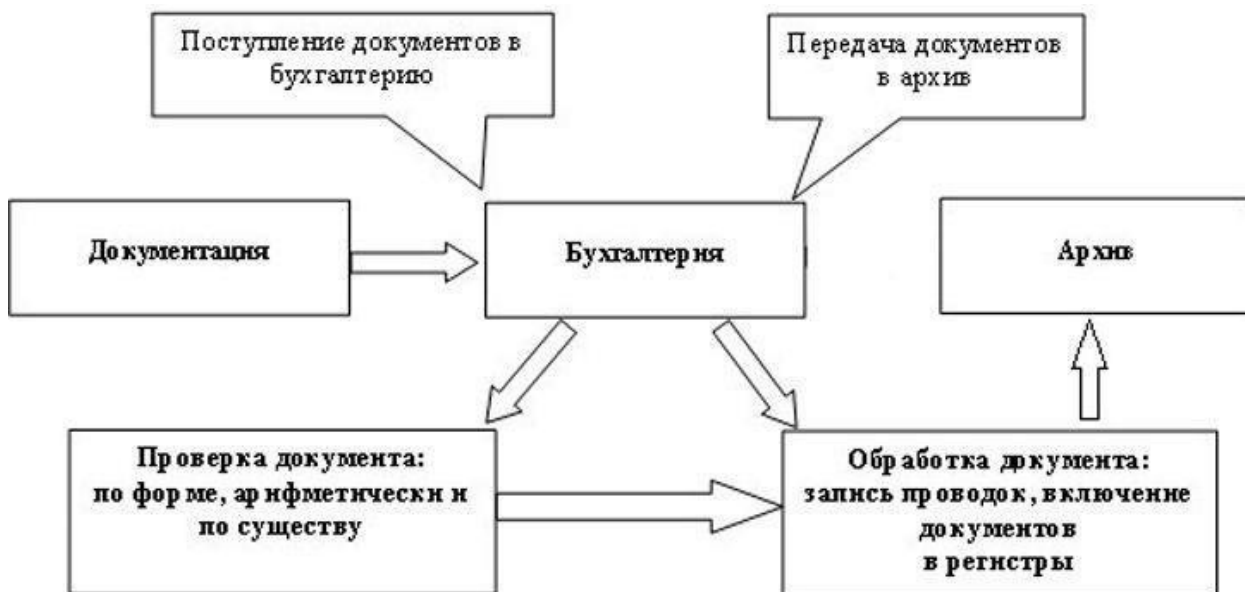 Поступление документов в
бухгалтерию
Передача документов
в архив
Документация
Бухгалтерия
Архив
Проверка документа:
по форме, арифметически и
по существу
Обработка документа:
запись проводок, включение
документов
в регистры